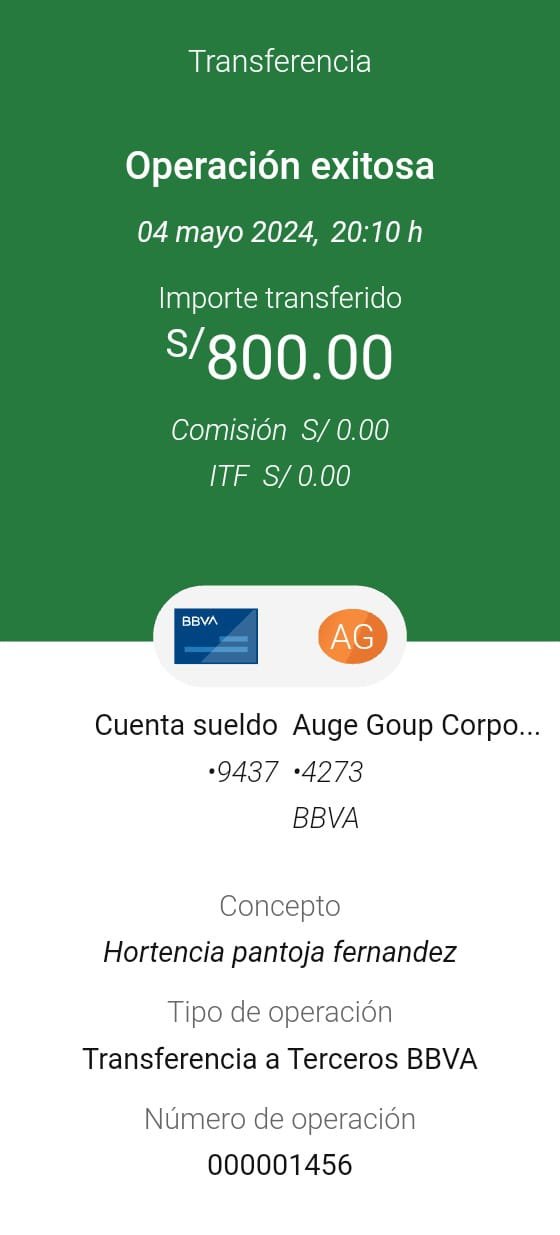 Transferencia
Operación exitosa
04 mayo 2024, 20:10 h
Importe transferido
S/800.00
Comisión S/ 0.00
ITF S/ 0.00
BBVA AG
Cuenta sueldo Auge Goup Corpo...
•9437 •4273
BBVA
Concepto
Hortencia pantoja fernandez
Tipo de operación
Transferencia a Terceros BBVA
Número de operación
000001456